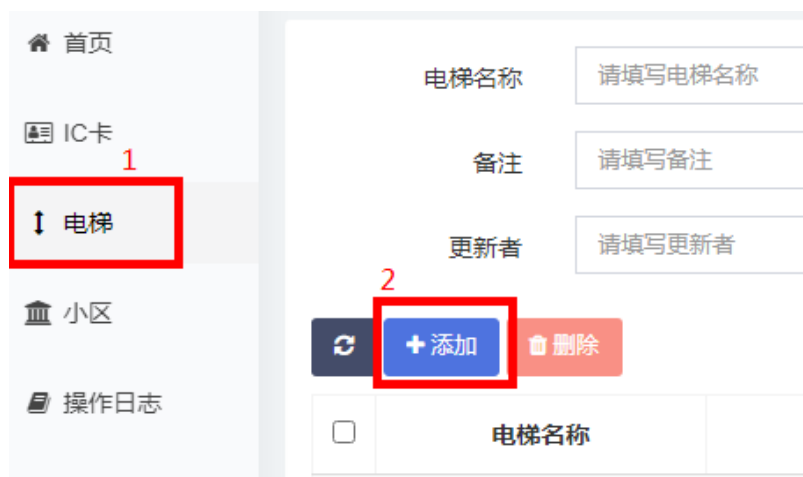 首页
IC卡
1
电梯
小区
操作日志
电梯名称 请填写电梯名称
备注 请填写备注
更新者 请填写更新者
2
添加 删除
电梯名称